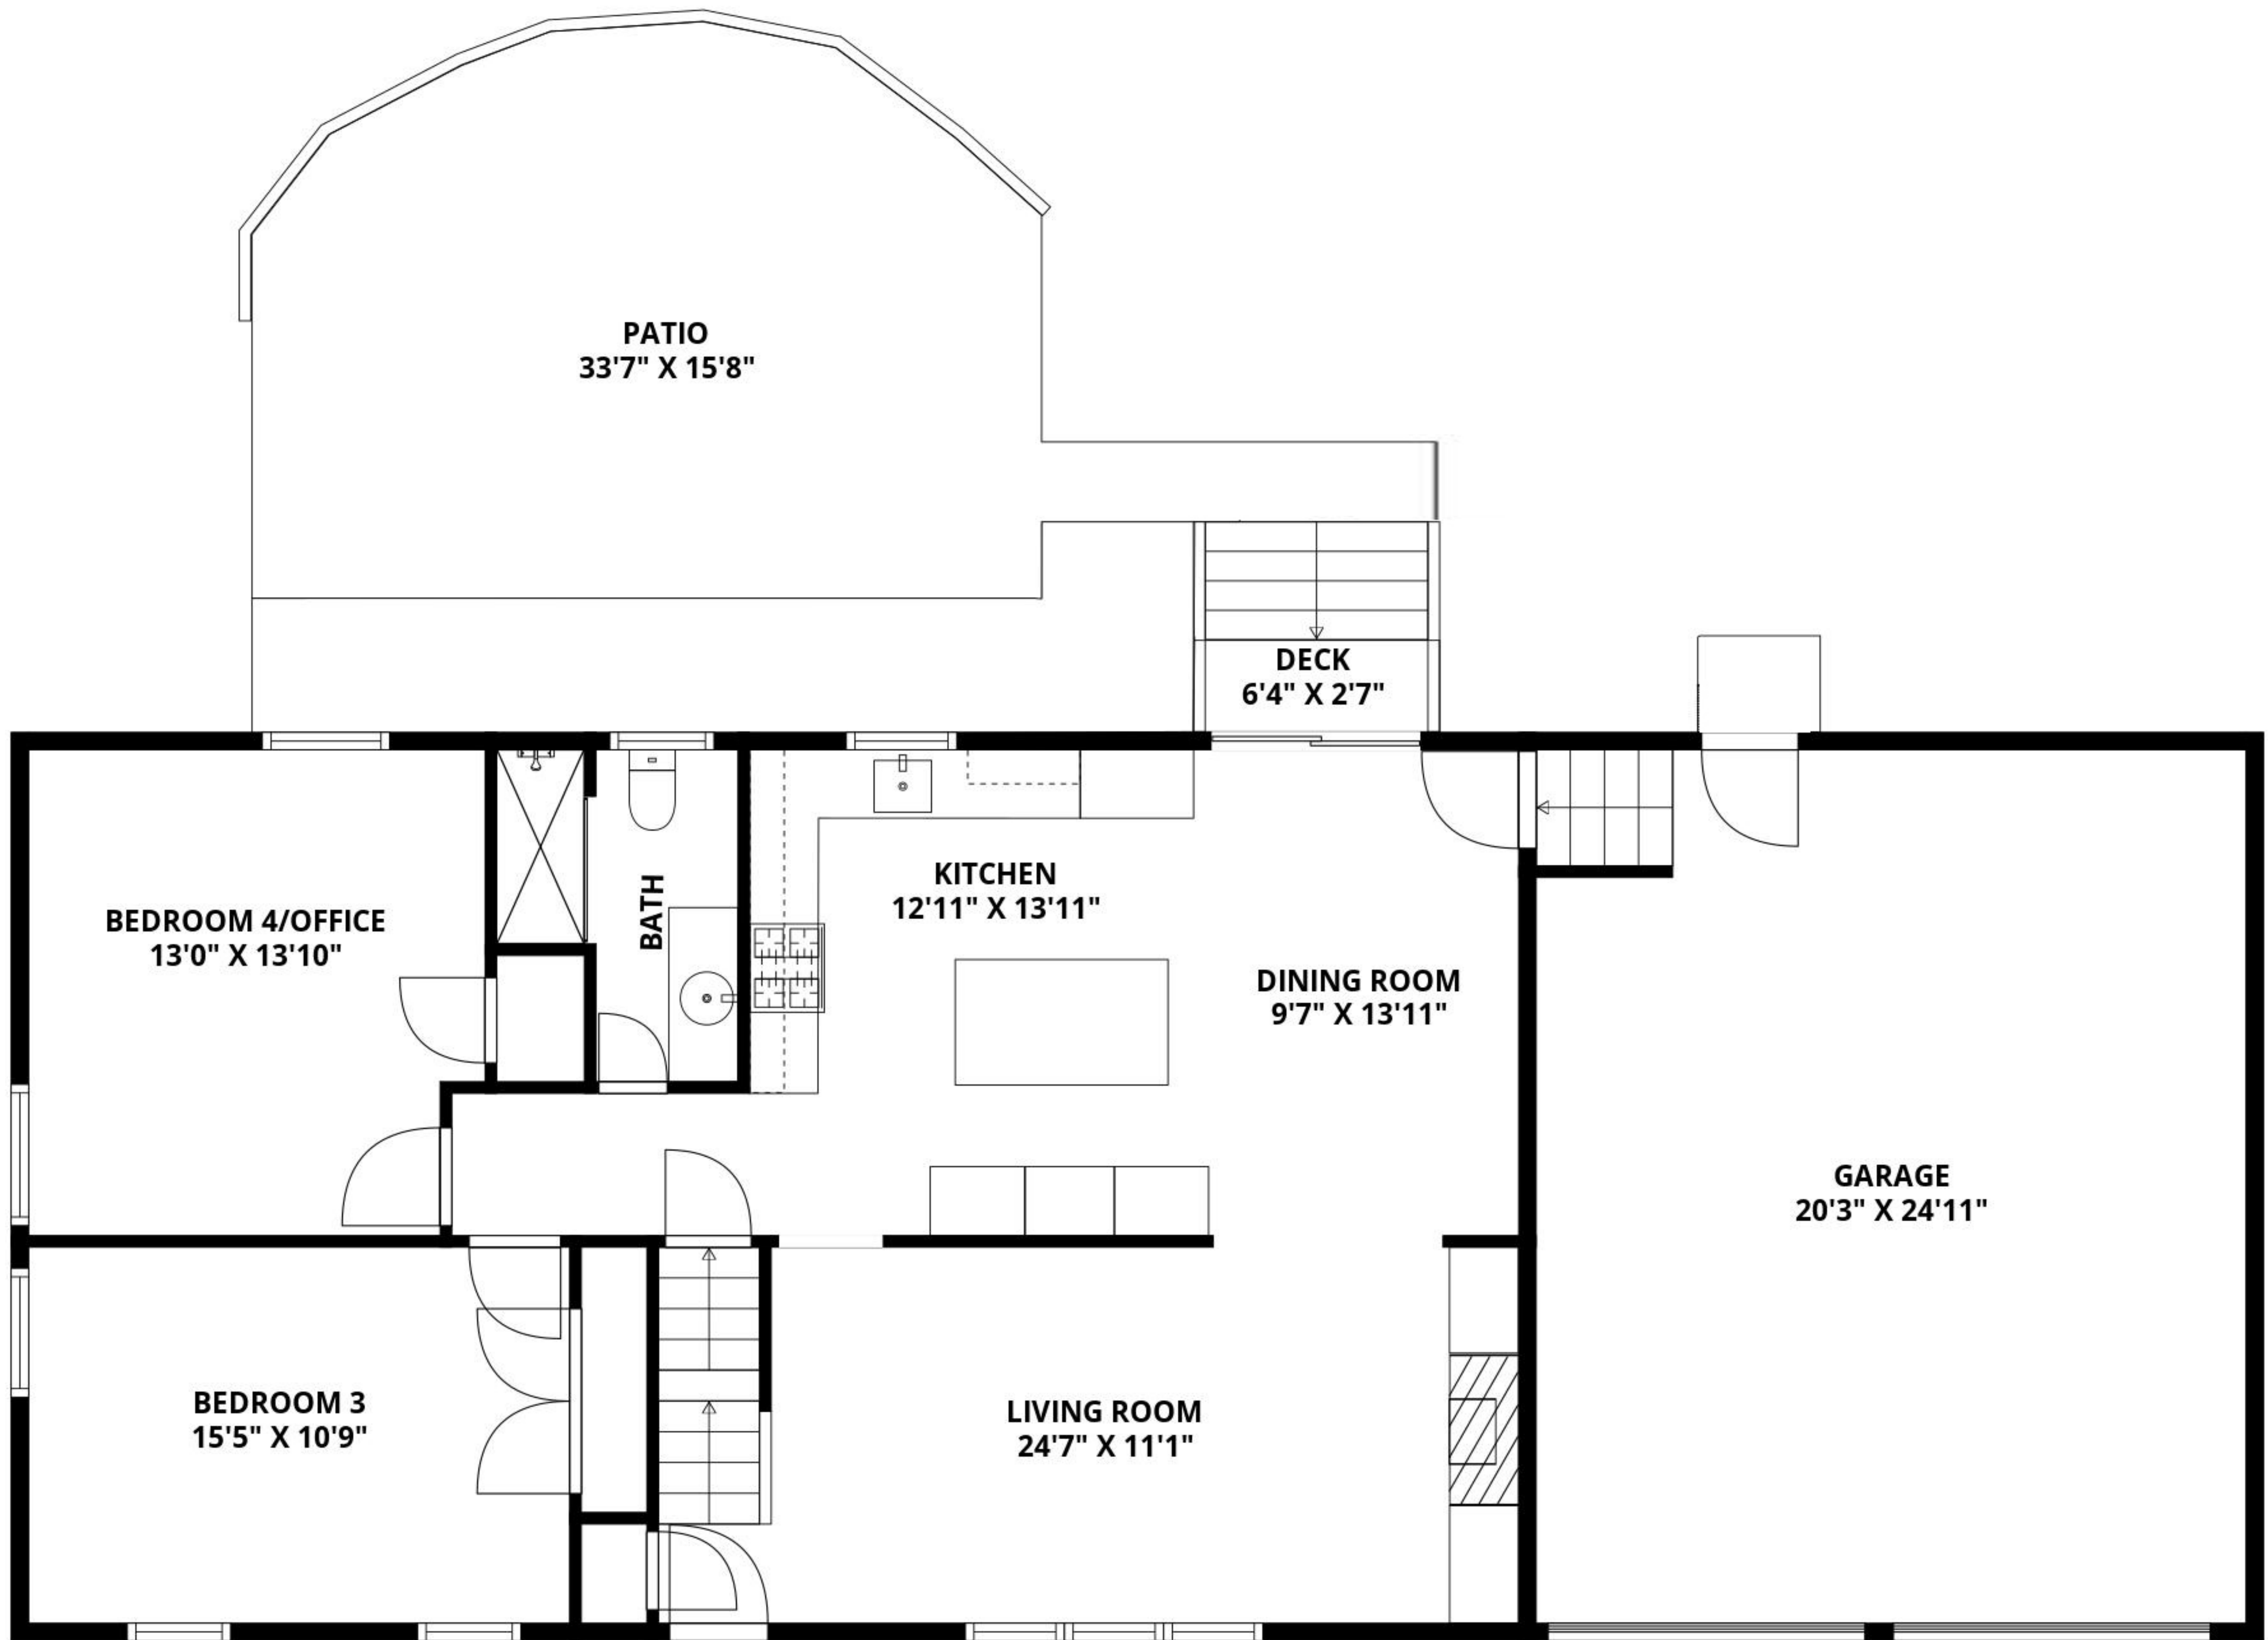 PATIO
33'7" X 15'8"
DECK
6'4" X 2'7"
BEDROOM 4/OFFICE
13'0" X 13'10"
BATH
KITCHEN
12'11" X 13'11"
DINING ROOM
9'7" X 13'11"
GARAGE
20'3" X 24'11"
BEDROOM 3
15'5" X 10'9"
LIVING ROOM
24'7" X 11'1"